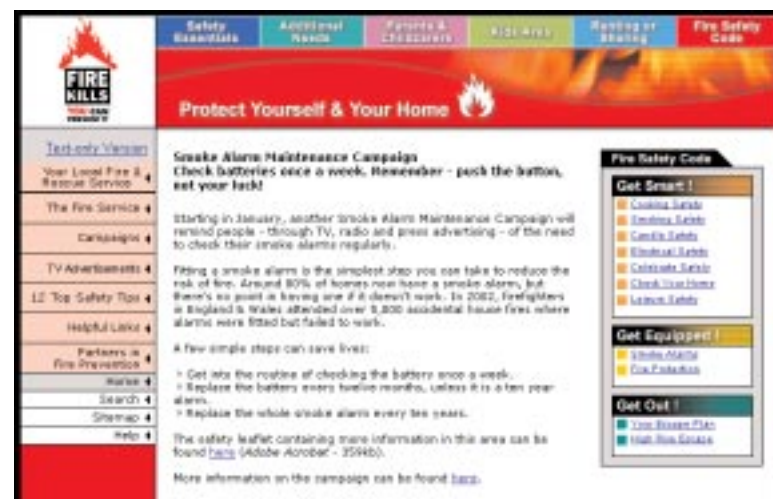 Safety Essentials
Additional Needs
Parents & Childcarers
Kids Area
Renting or Sharing
Fire Safety Code
FIRE
KILLS
YOU CAN
PREVENT IT
Protect Yourself & Your Home
Text-only Version
Your Local Fire &
Rescue Service
The Fire Service
Campaigns
TV Advertisements
12 Top Safety Tips
Helpful Links
Partners in
Fire Prevention
Home
Search
Sitemap
Help
Smoke Alarm Maintenance Campaign
Check batteries once a week. Remember - push the button,
not your luck!
Starting in January, another Smoke Alarm Maintenance Campaign will
remind people - through TV, radio and press advertising - of the need
to check their smoke alarms regularly.
Fitting a smoke alarm is the simplest step you can take to reduce the
risk of fire. Around 80% of homes now have a smoke alarm, but
there's no point in having one if it doesn't work. In 2002, firefighters
in England & Wales attended over 5,800 accidental house fires where
alarms were fitted but failed to work.
A few simple steps can save lives:
Get into the routine of checking the battery once a week.
Replace the battery every twelve months, unless it is a ten year
alarm.
Replace the whole smoke alarm every ten years.
The safety leaflet containing more information in this area can be
found here (Adobe Acrobat - 359kb).
More information on the campaign can be found here.
Fire Safety Code
Get Smart !
Cooking Safety
Smoking Safety
Candle Safety
Electrical Safety
Celebrate Safely
Check Your Home
Leisure Safety
Get Equipped !
Smoke Alarms
Fire Protection
Get Out !
Your Escape Plan
High Rise Escape